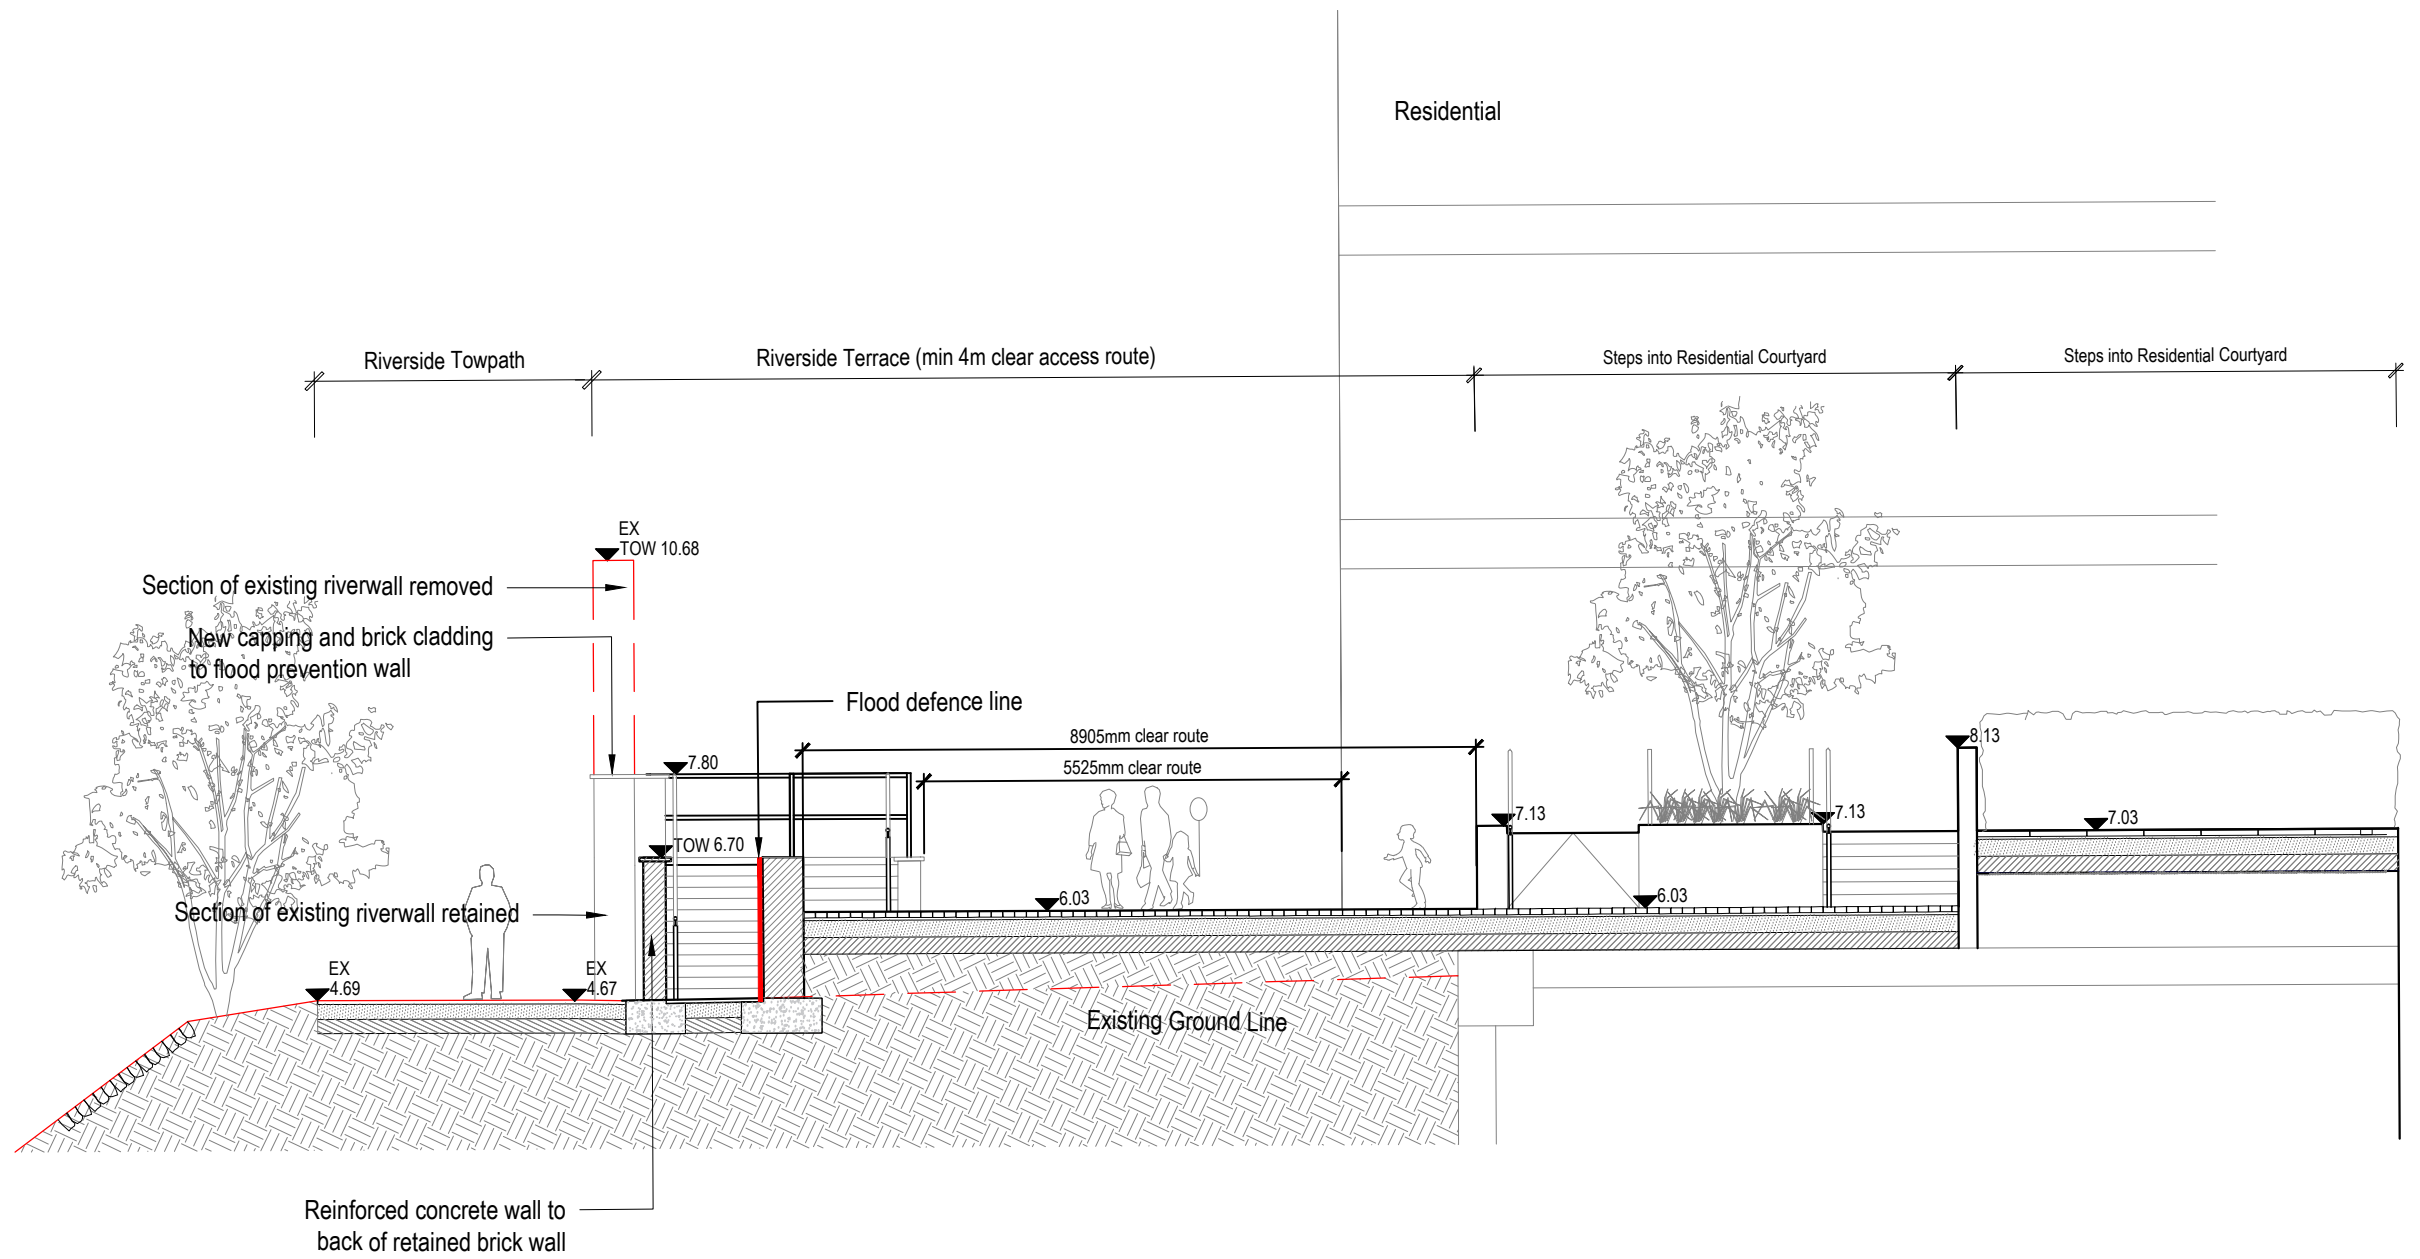 Residential
Riverside Towpath
Riverside Terrace (min 4m clear access route)
Steps into Residential Courtyard
Steps into Residential Courtyard
EX
TOW 10.68
Section of existing riverwall removed
New capping and brick cladding
to flood prevention wall
Flood defence line
8905mm clear route
8.13
7.80
5525mm clear route
7.13
7.13
7.03
TOW 6.70
6.03
6.03
Section of existing riverwall retained
EX
4.69
EX
4.67
Existing Ground Line
Reinforced concrete wall to
back of retained brick wall